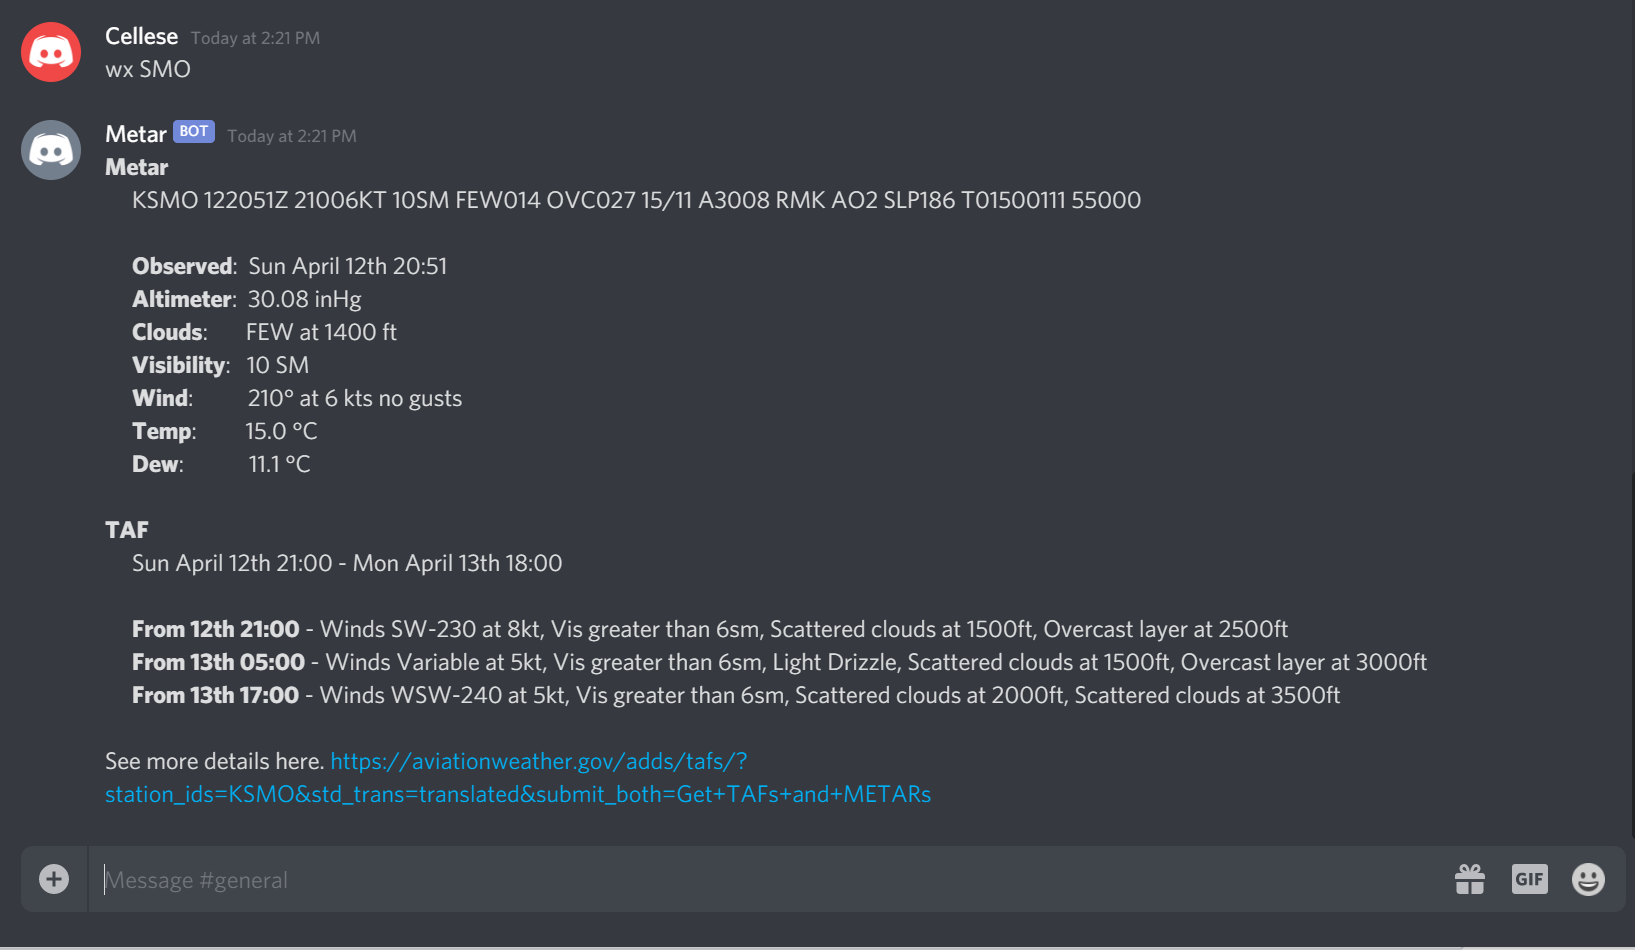 Cellese Today at 2:21 PM
wx SMO
Metar BOT Today at 2:21 PM
Metar
KSMO 122051Z 21006KT 10SM FEW014 OVC027 15/11 A3008 RMK AO2 SLP186 T01500111 55000
Observed: Sun April 12th 20:51
Altimeter: 30.08 inHg
Clouds: FEW at 1400 ft
Visibility: 10 SM
Wind: 210° at 6 kts no gusts
Temp: 15.0 °C
Dew: 11.1 °C
TAF
Sun April 12th 21:00 - Mon April 13th 18:00
From 12th 21:00 - Winds SW-230 at 8kt, Vis greater than 6sm, Scattered clouds at 1500ft, Overcast layer at 2500ft
From 13th 05:00 - Winds Variable at 5kt, Vis greater than 6sm, Light Drizzle, Scattered clouds at 1500ft, Overcast layer at 3000ft
From 13th 17:00 - Winds WSW-240 at 5kt, Vis greater than 6sm, Scattered clouds at 2000ft, Scattered clouds at 3500ft
See more details here. https://aviationweather.gov/adds/tafs/?
station_ids=KSMO&std_trans=translated&submit_both=Get+TAFs+and+METARs
Message #general
GIF